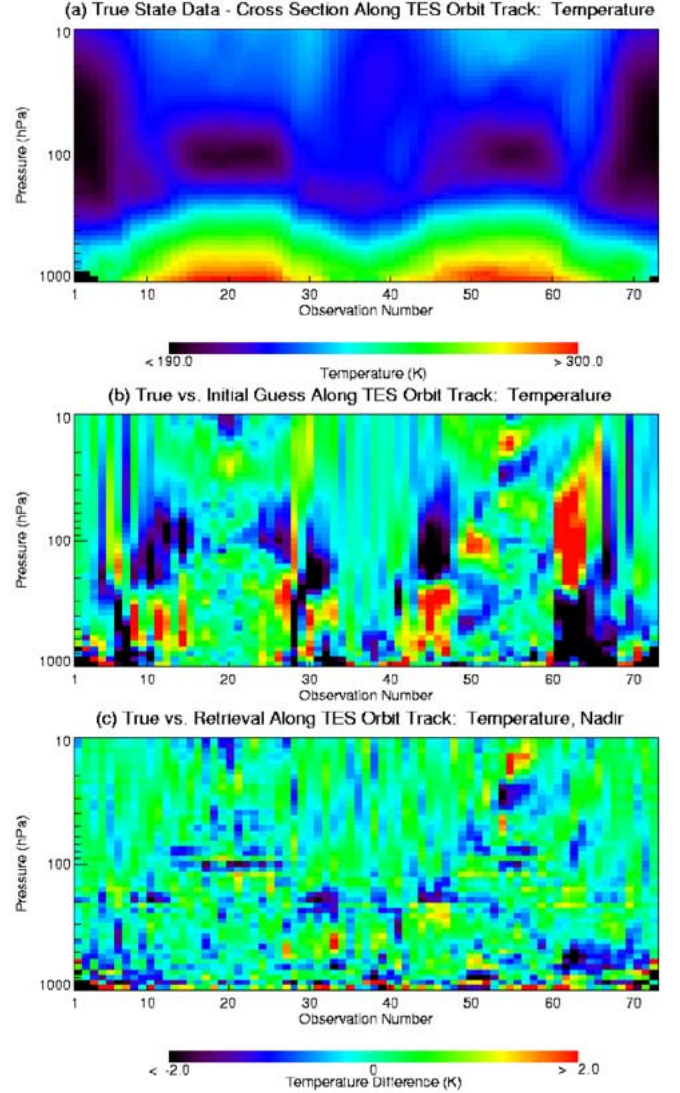 (a) True State Data - Cross Section Along TES Orbit Track: Temperature
10
100
1000
Pressure (hPa)
1 10 20 30 40 50 60 70
Observation Number
< 190.0 > 300.0
Temperature (K)
(b) True vs. Initial Guess Along TES Orbit Track: Temperature
10
100
1000
Pressure (hPa)
1 10 20 30 40 50 60 70
Observation Number
(c) True vs. Retrieval Along TES Orbit Track: Temperature, Nadir
10
100
1000
Pressure (hPa)
1 10 20 30 40 50 60 70
Observation Number
< -2.0 0 > 2.0
Temperature Difference (K)